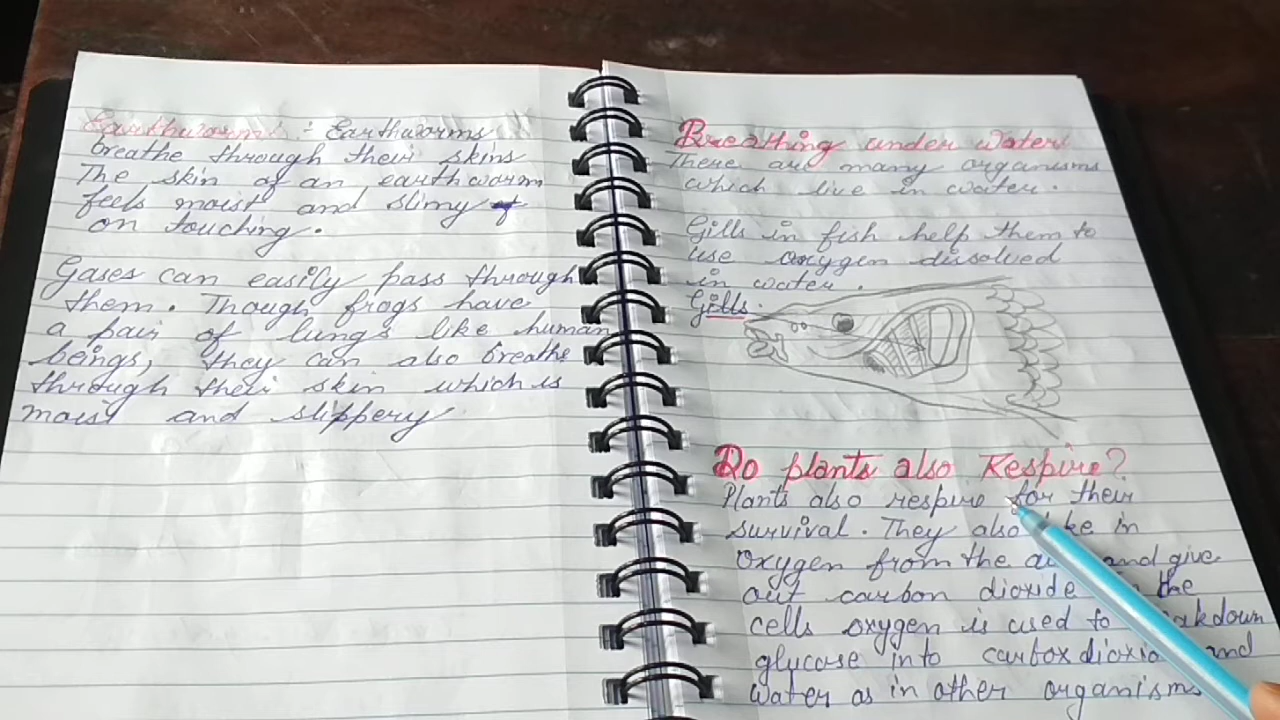 Earthworms :- Earthworms
breathe through their skins
The skin of an earthworm
feels moist and slimy
on touching.
Gases can easily pass through
them. Though frogs have
a pair of lungs like human
beings, they can also breathe
through their skin which is
moist and slippery
Breathing under Water:
There are many organisms
which live in water.
Gills in fish help them to
use oxygen dissolved
in water.
Gills.
Do plants also Respire?
Plants also respire for their
survival. They also in
oxygen from the and give
out carbon dioxide the
cells oxygen is used to
glucose into and
water as in other organisms